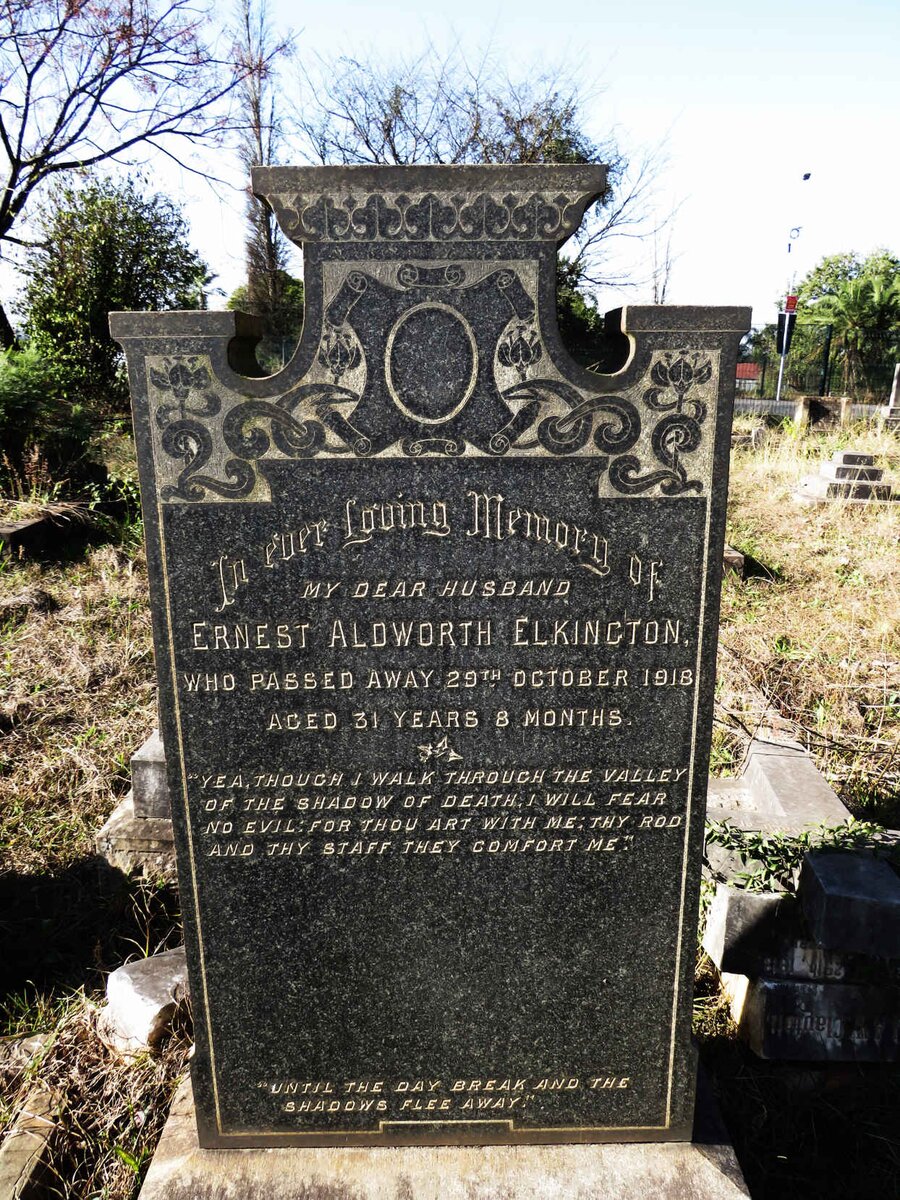 In ever Loving Memory of
MY DEAR HUSBAND
ERNEST ALDWORTH ELKINGTON,
WHO PASSED AWAY 29TH OCTOBER 1918
AGED 31 YEARS 8 MONTHS.
"YEA, THOUGH I WALK THROUGH THE VALLEY
OF THE SHADOW OF DEATH, I WILL FEAR
NO EVIL: FOR THOU ART WITH ME; THY ROD
AND THY STAFF THEY COMFORT ME."
"UNTIL THE DAY BREAK AND THE
SHADOWS FLEE AWAY."